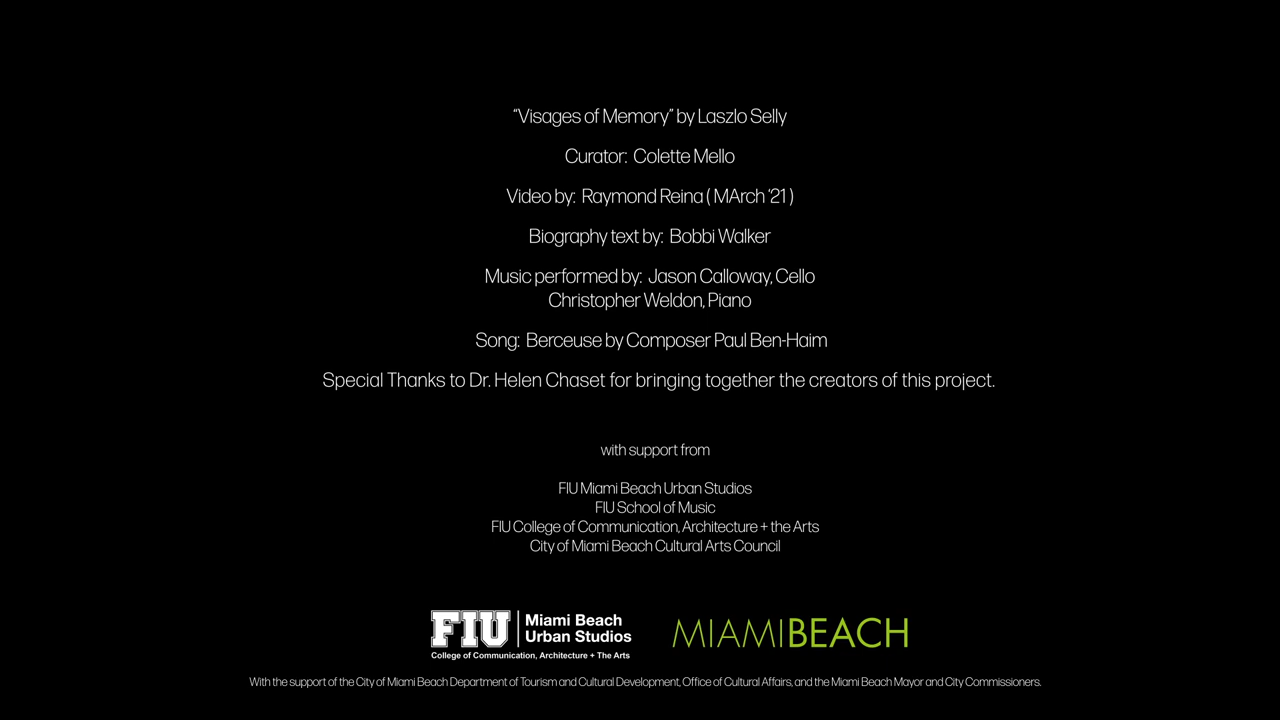 “Visages of Memory” by Laszlo Selly
Curator: Colette Mello
Video by: Raymond Reina ( MArch ‘21 )
Biography text by: Bobbi Walker
Music performed by: Jason Calloway, Cello
Christopher Weldon, Piano
Song: Berceuse by Composer Paul Ben-Haim
Special Thanks to Dr. Helen Chaset for bringing together the creators of this project.
with support from
FIU Miami Beach Urban Studios
FIU School of Music
FIU College of Communication, Architecture + the Arts
City of Miami Beach Cultural Arts Council
FIU Miami Beach
Urban Studios
College of Communication, Architecture + The Arts
MIAMIBEACH
With the support of the City of Miami Beach Department of Tourism and Cultural Development, Office of Cultural Affairs, and the Miami Beach Mayor and City Commissioners.